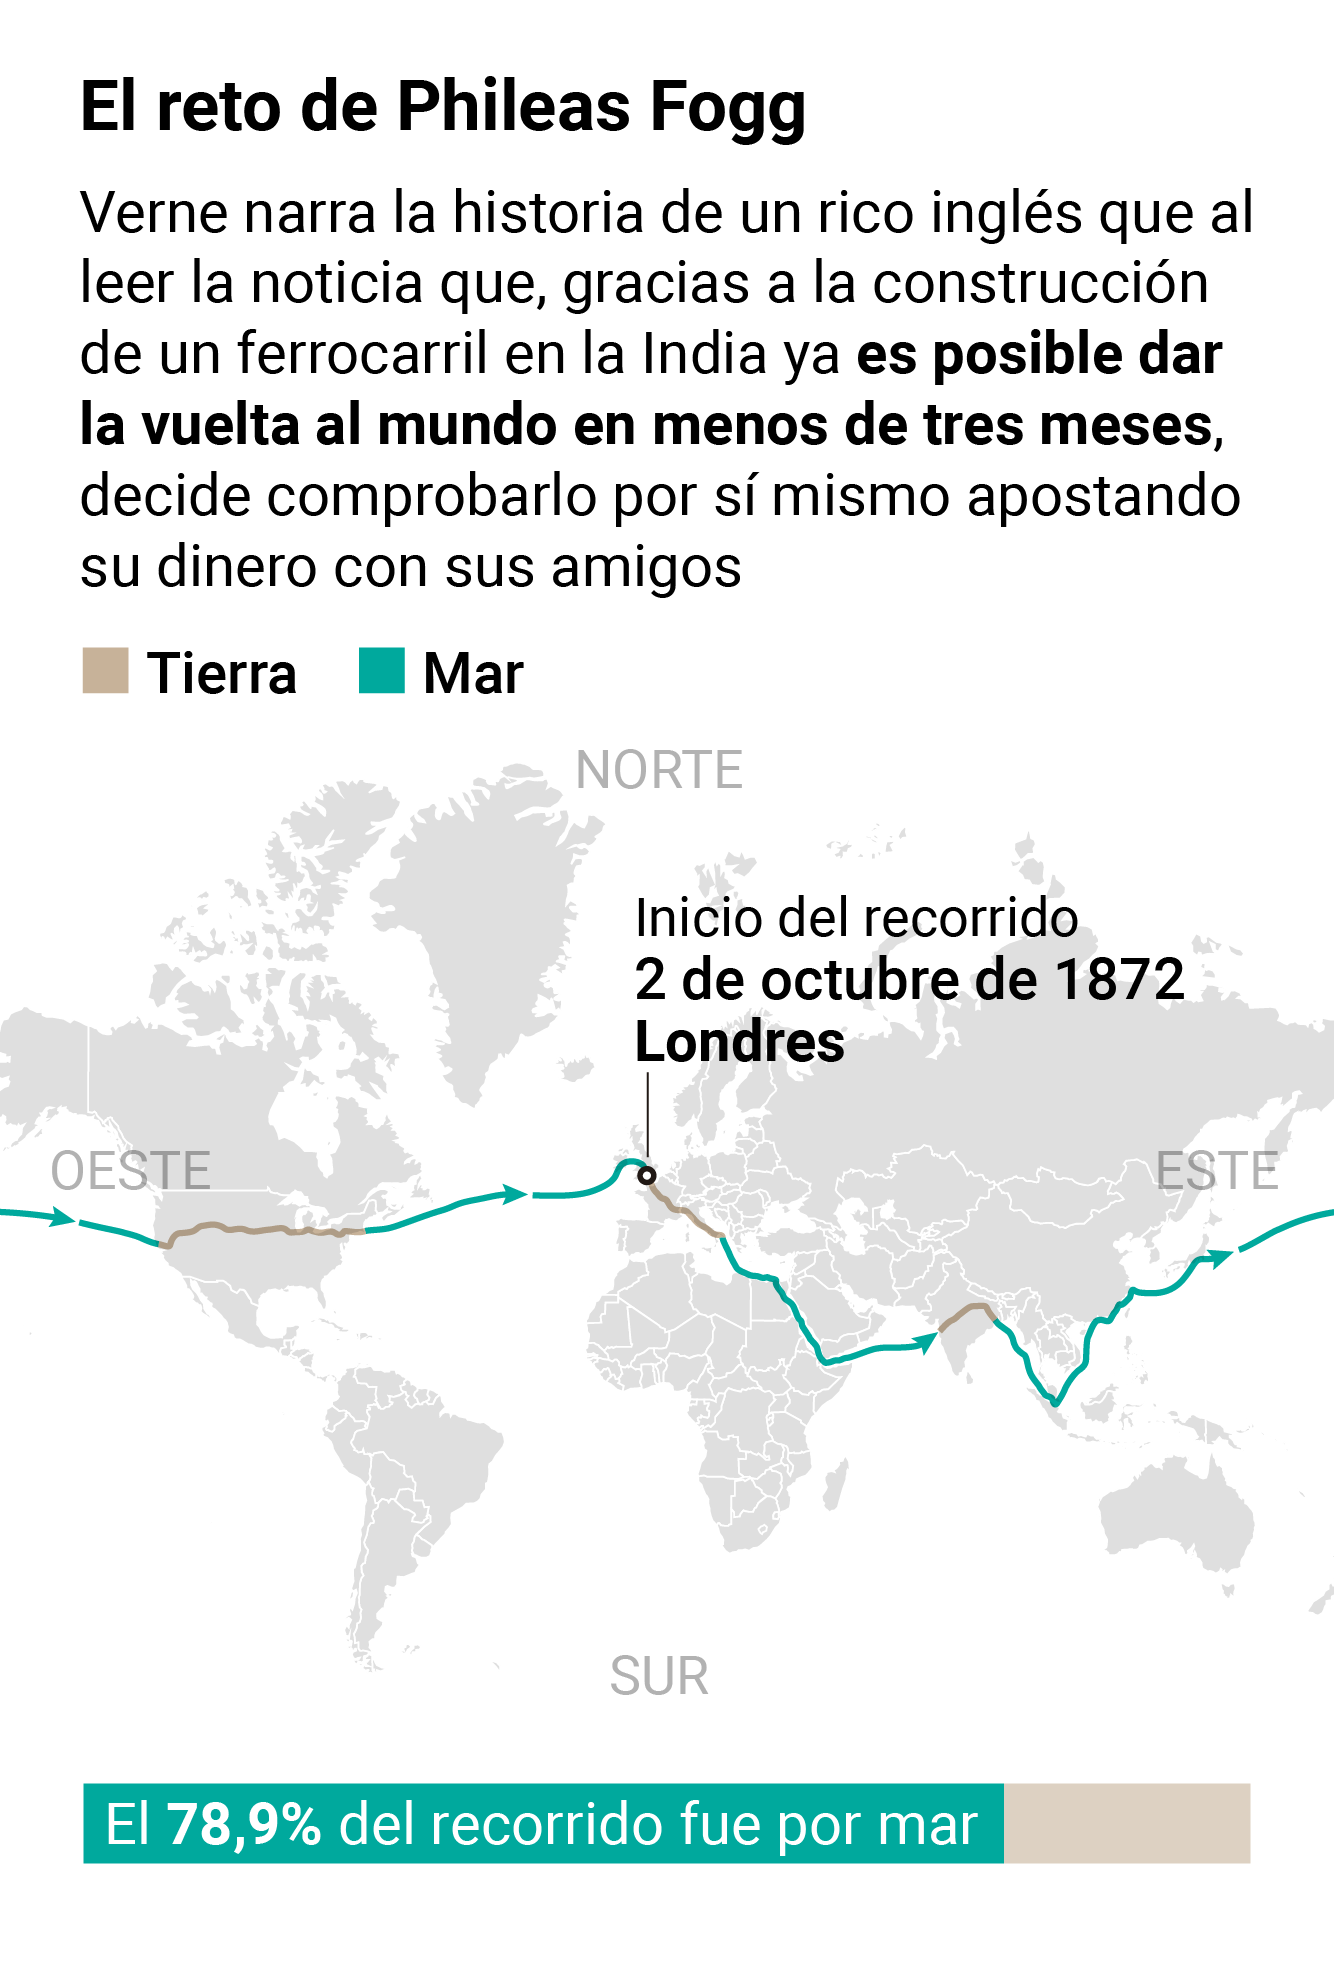 El reto de Phileas Fogg
Verne narra la historia de un rico inglés que al
leer la noticia que, gracias a la construcción
de un ferrocarril en la India ya es posible dar
la vuelta al mundo en menos de tres meses,
decide comprobarlo por sí mismo apostando
su dinero con sus amigos
Tierra
Mar
NORTE
Inicio del recorrido
2 de octubre de 1872
Londres
OESTE
ESTE
SUR
El 78,9% del recorrido fue por mar